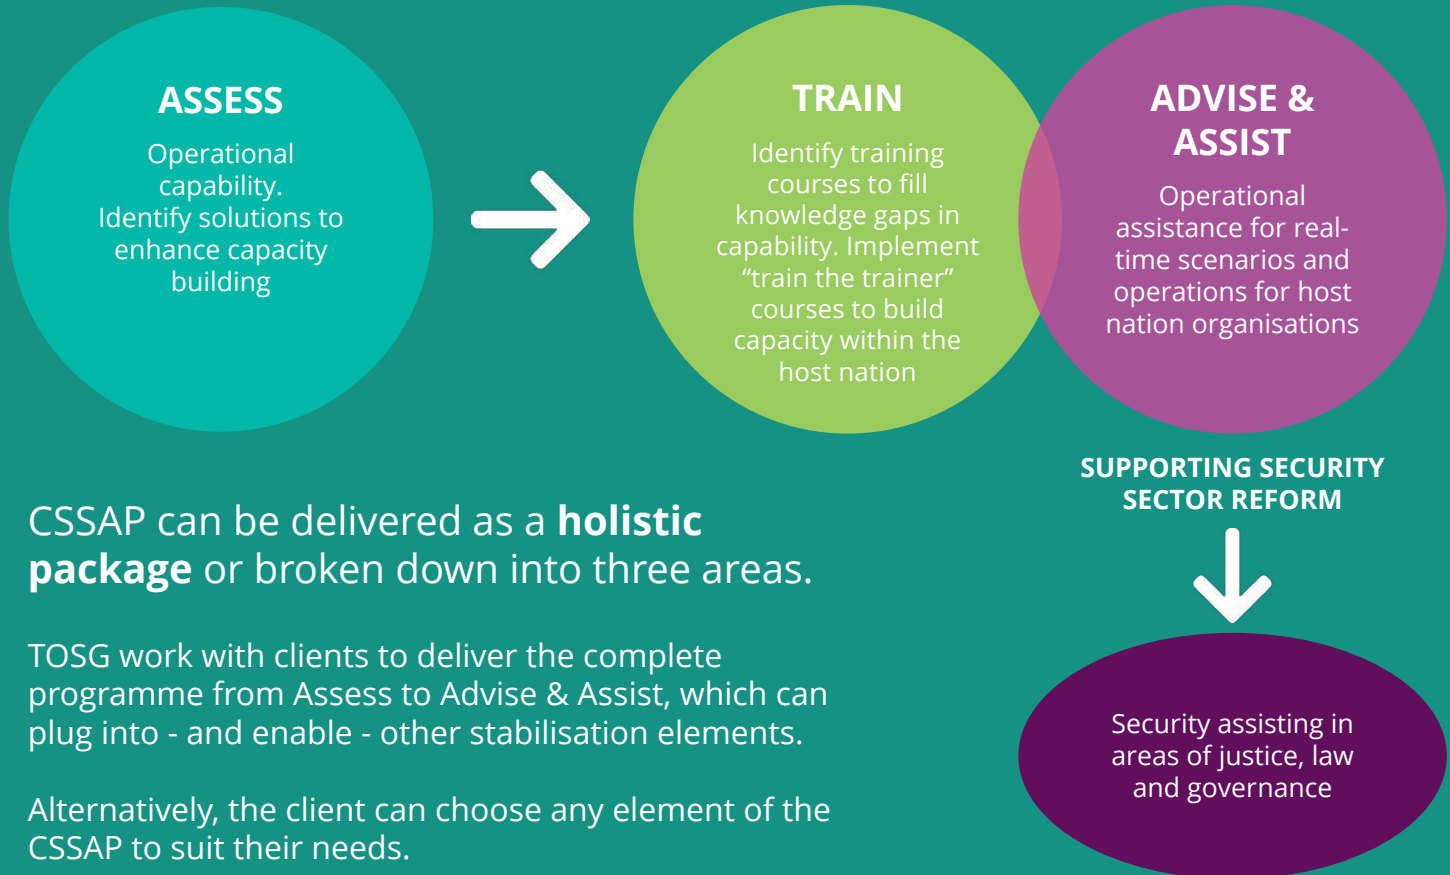 ASSESS
Operational
capability.
Identify solutions to
enhance capacity
building
TRAIN
Identify training
courses to fill
knowledge gaps in
capability. Implement
“train the trainer”
courses to build
capacity within the
host nation
ADVISE &
ASSIST
Operational
assistance for real-
time scenarios and
operations for host
nation organisations
SUPPORTING SECURITY
SECTOR REFORM
Security assisting in
areas of justice, law
and governance
CSSAP can be delivered as a holistic
package or broken down into three areas.
TOSG work with clients to deliver the complete
programme from Assess to Advise & Assist, which can
plug into - and enable - other stabilisation elements.
Alternatively, the client can choose any element of the
CSSAP to suit their needs.